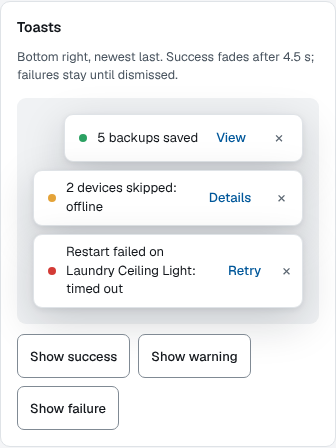 Toasts
Bottom right, newest last. Success fades after 4.5 s;
failures stay until dismissed.
5 backups saved View ×
2 devices skipped:
offline Details ×
Restart failed on
Laundry Ceiling Light: Retry ×
timed out
Show success Show warning
Show failure